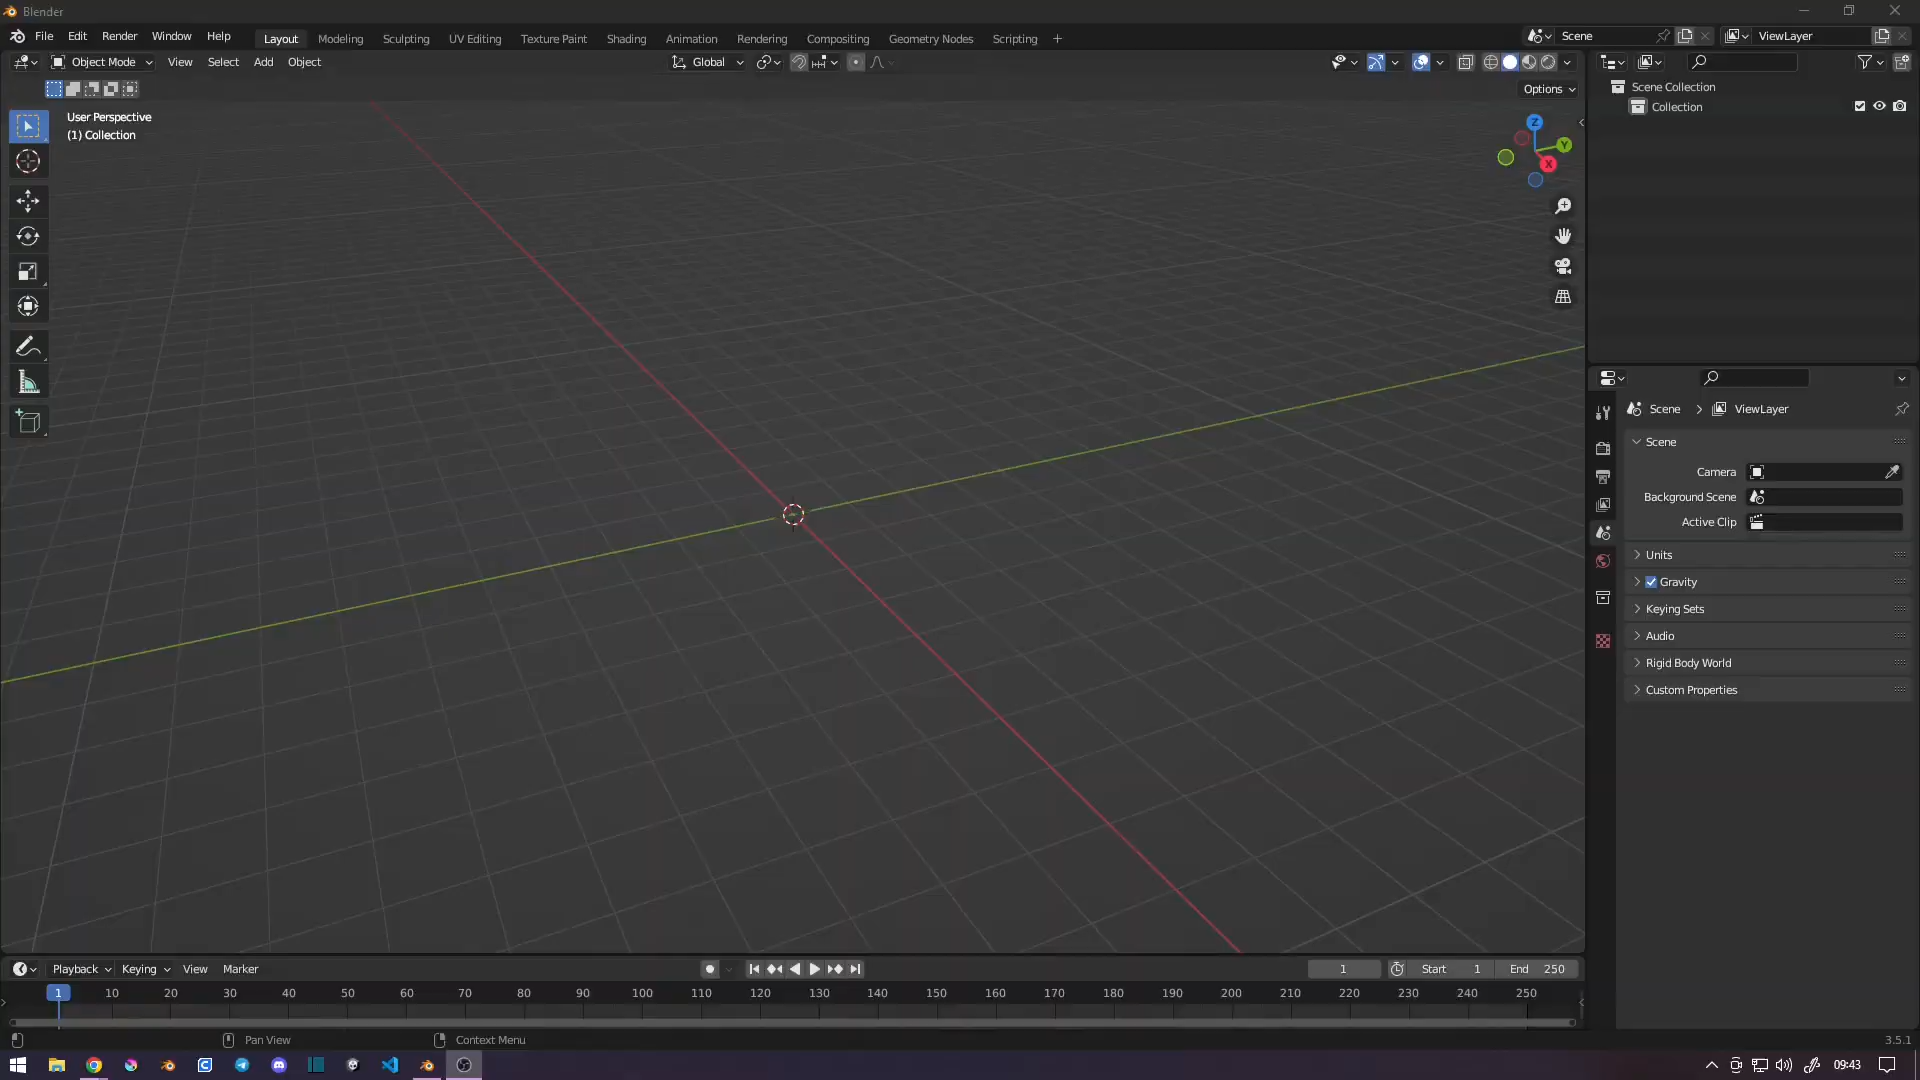 Blender
File Edit Render Window Help
Layout Modeling Sculpting UV Editing Texture Paint Shading Animation Rendering Compositing Geometry Nodes Scripting +
Scene
ViewLayer
Object Mode View Select Add Object
Global
Options
User Perspective
(1) Collection
Z
Y
X
Scene Collection
Collection
Scene > ViewLayer
Scene
Camera
Background Scene
Active Clip
Units
Gravity
Keying Sets
Audio
Rigid Body World
Custom Properties
Playback Keying View Marker
1
Start 1
End 250
1 10 20 30 40 50 60 70 80 90 100 110 120 130 140 150 160 170 180 190 200 210 220 230 240 250
Pan View
Context Menu
3.5.1
09:43